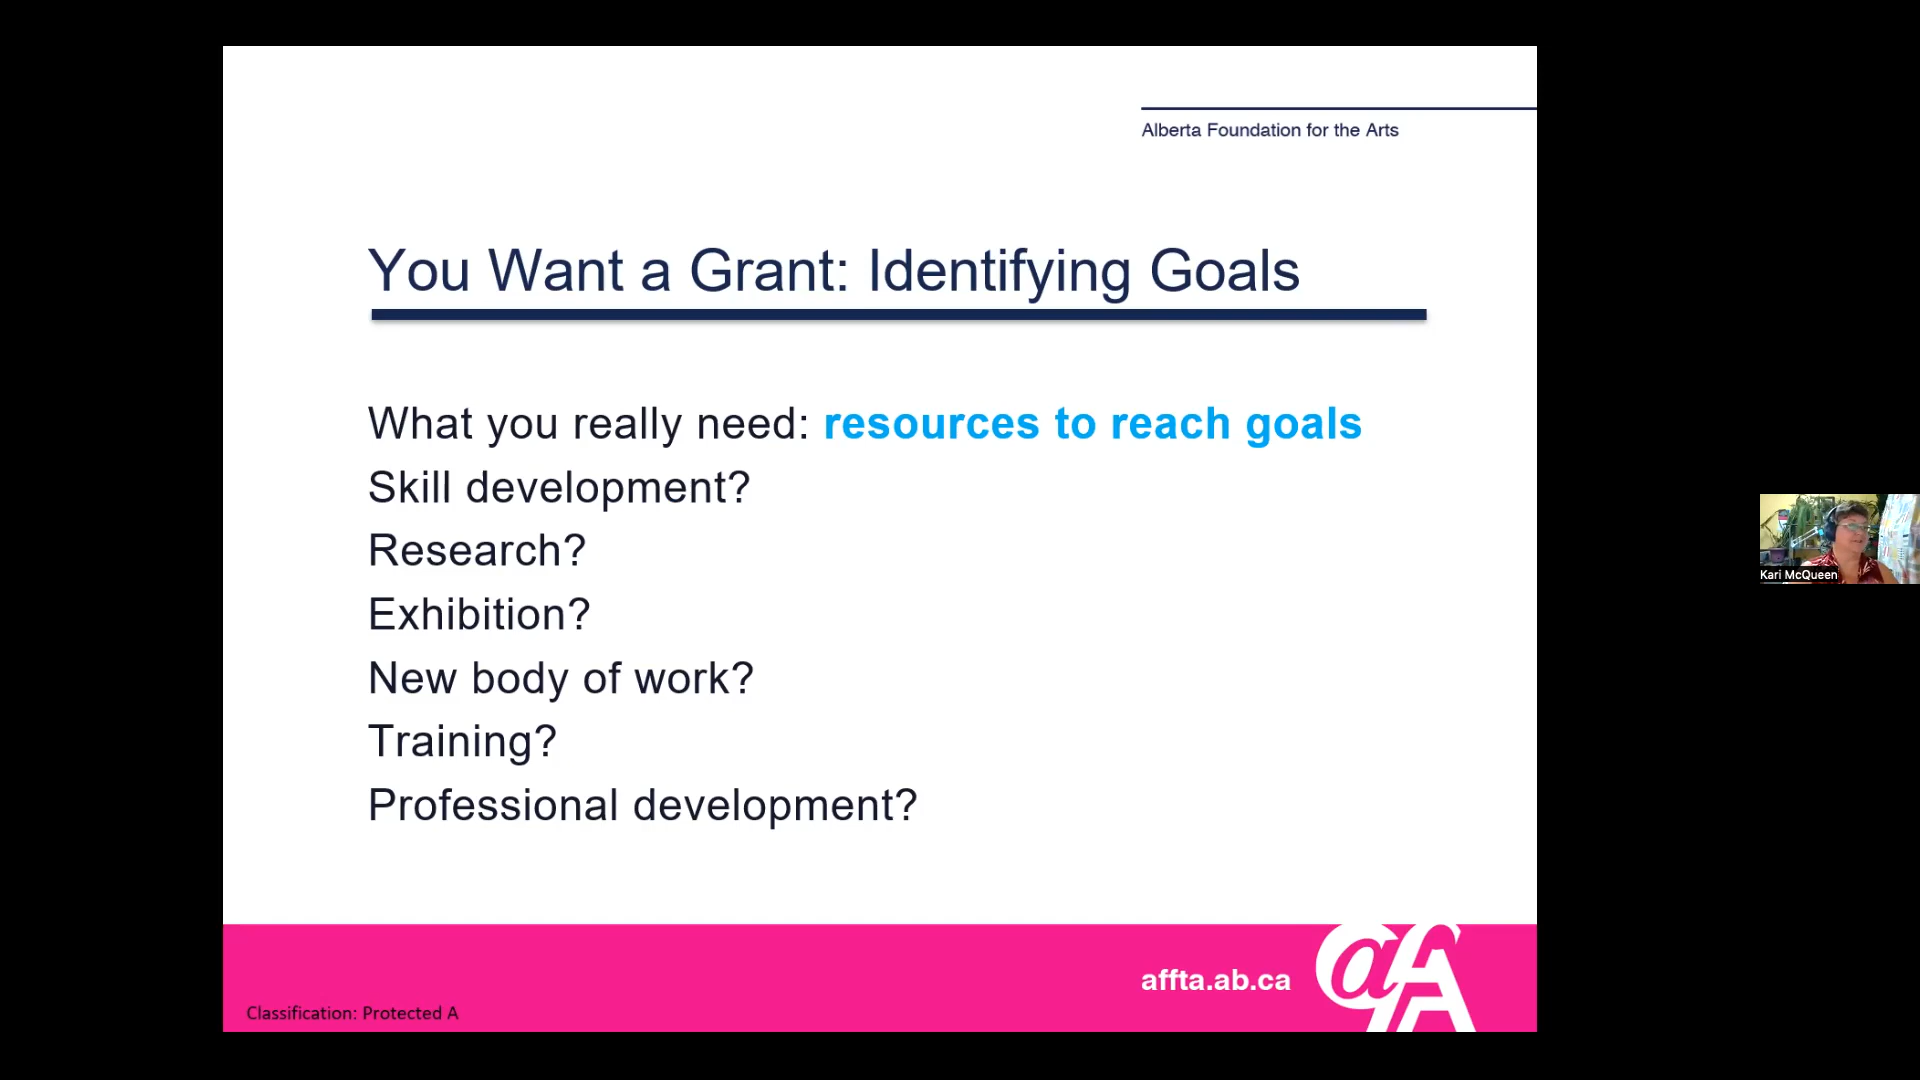 Alberta Foundation for the Arts
You Want a Grant: Identifying Goals
What you really need: resources to reach goals
Skill development?
Research?
Exhibition?
New body of work?
Training?
Professional development?
Kari McQueen
affta.ab.ca
afA
Classification: Protected A